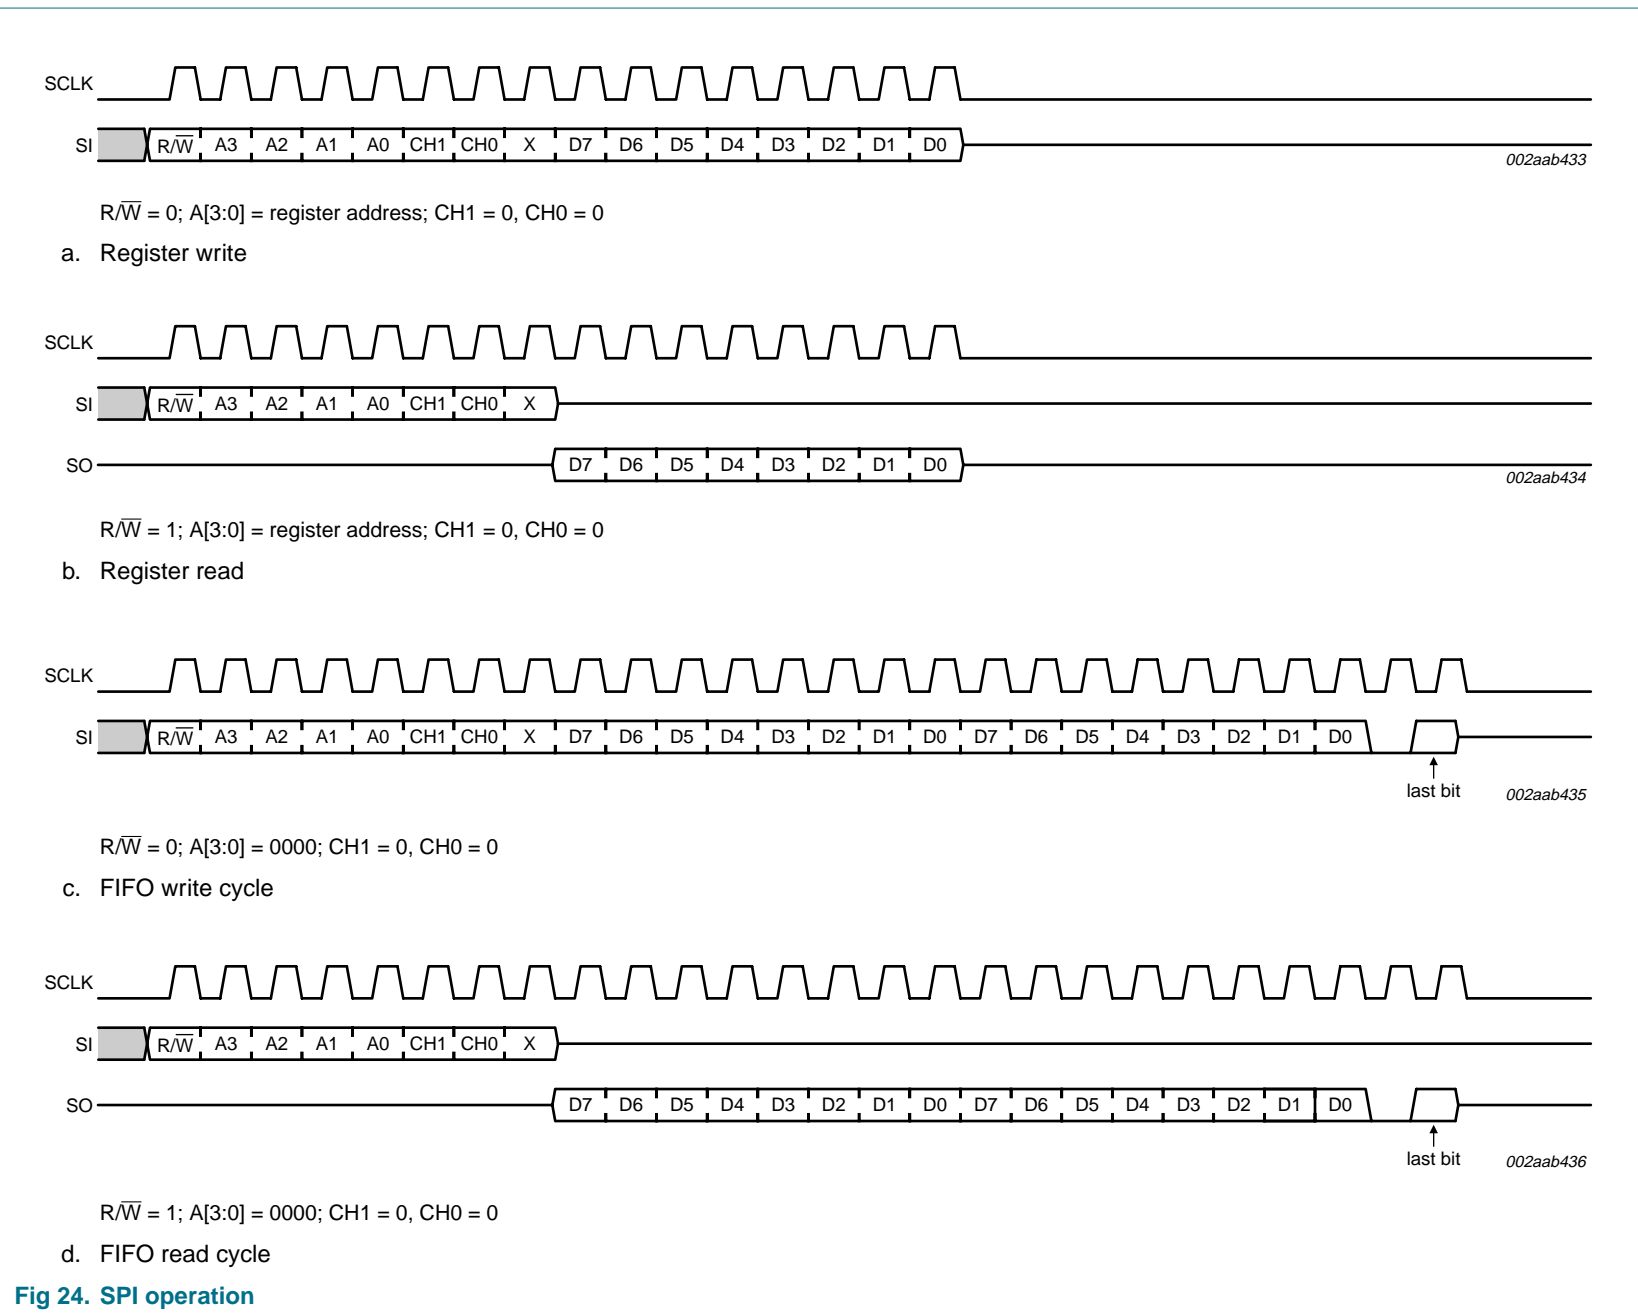 SCLK
SI R/W̅ A3 A2 A1 A0 CH1 CH0 X D7 D6 D5 D4 D3 D2 D1 D0
002aab433
R/W̅ = 0; A[3:0] = register address; CH1 = 0, CH0 = 0
a. Register write
SCLK
SI R/W̅ A3 A2 A1 A0 CH1 CH0 X
SO D7 D6 D5 D4 D3 D2 D1 D0
002aab434
R/W̅ = 1; A[3:0] = register address; CH1 = 0, CH0 = 0
b. Register read
SCLK
SI R/W̅ A3 A2 A1 A0 CH1 CH0 X D7 D6 D5 D4 D3 D2 D1 D0 D7 D6 D5 D4 D3 D2 D1 D0
last bit 002aab435
R/W̅ = 0; A[3:0] = 0000; CH1 = 0, CH0 = 0
c. FIFO write cycle
SCLK
SI R/W̅ A3 A2 A1 A0 CH1 CH0 X
SO D7 D6 D5 D4 D3 D2 D1 D0 D7 D6 D5 D4 D3 D2 D1 D0
last bit 002aab436
R/W̅ = 1; A[3:0] = 0000; CH1 = 0, CH0 = 0
d. FIFO read cycle
Fig 24. SPI operation